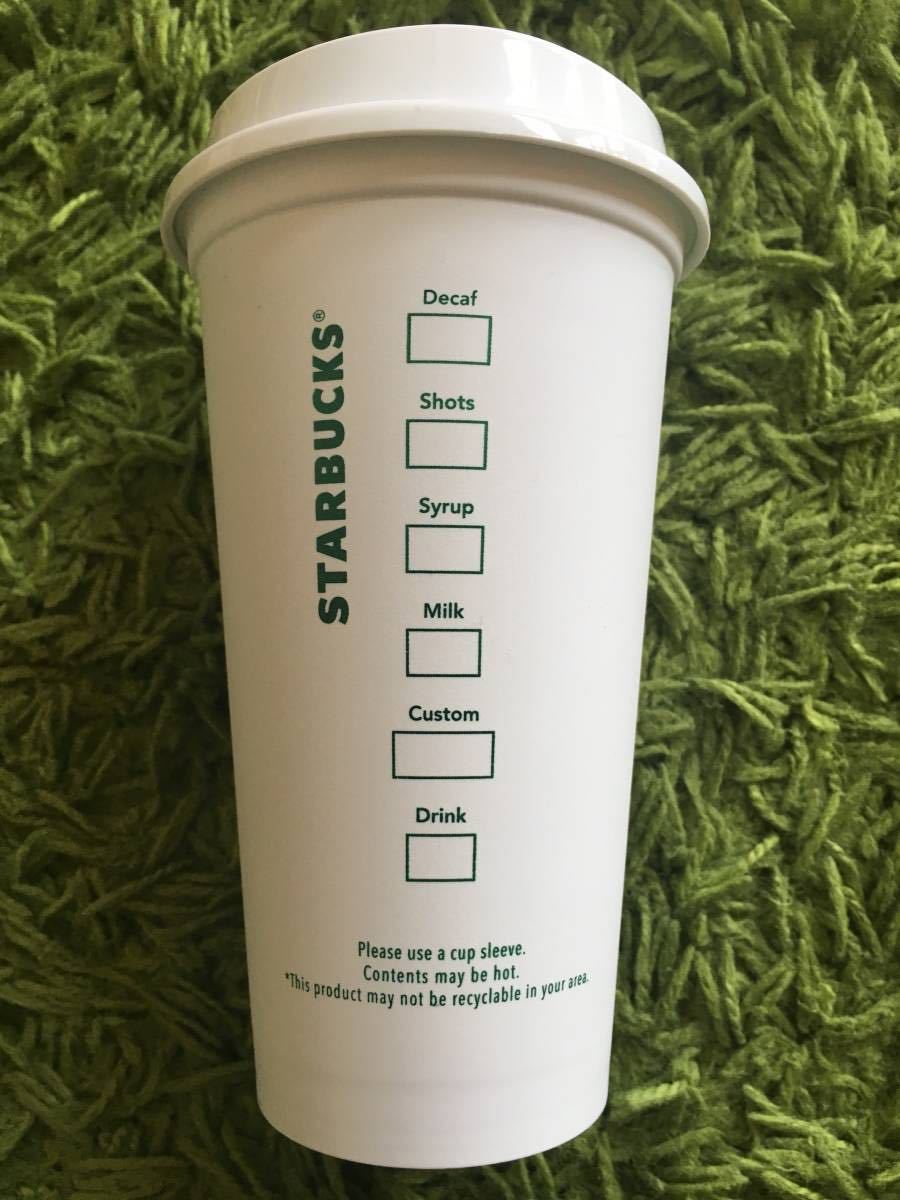 STARBUCKS®
Decaf
Shots
Syrup
Milk
Custom
Drink
Please use a cup sleeve.
Contents may be hot.
*This product may not be recyclable in your area.